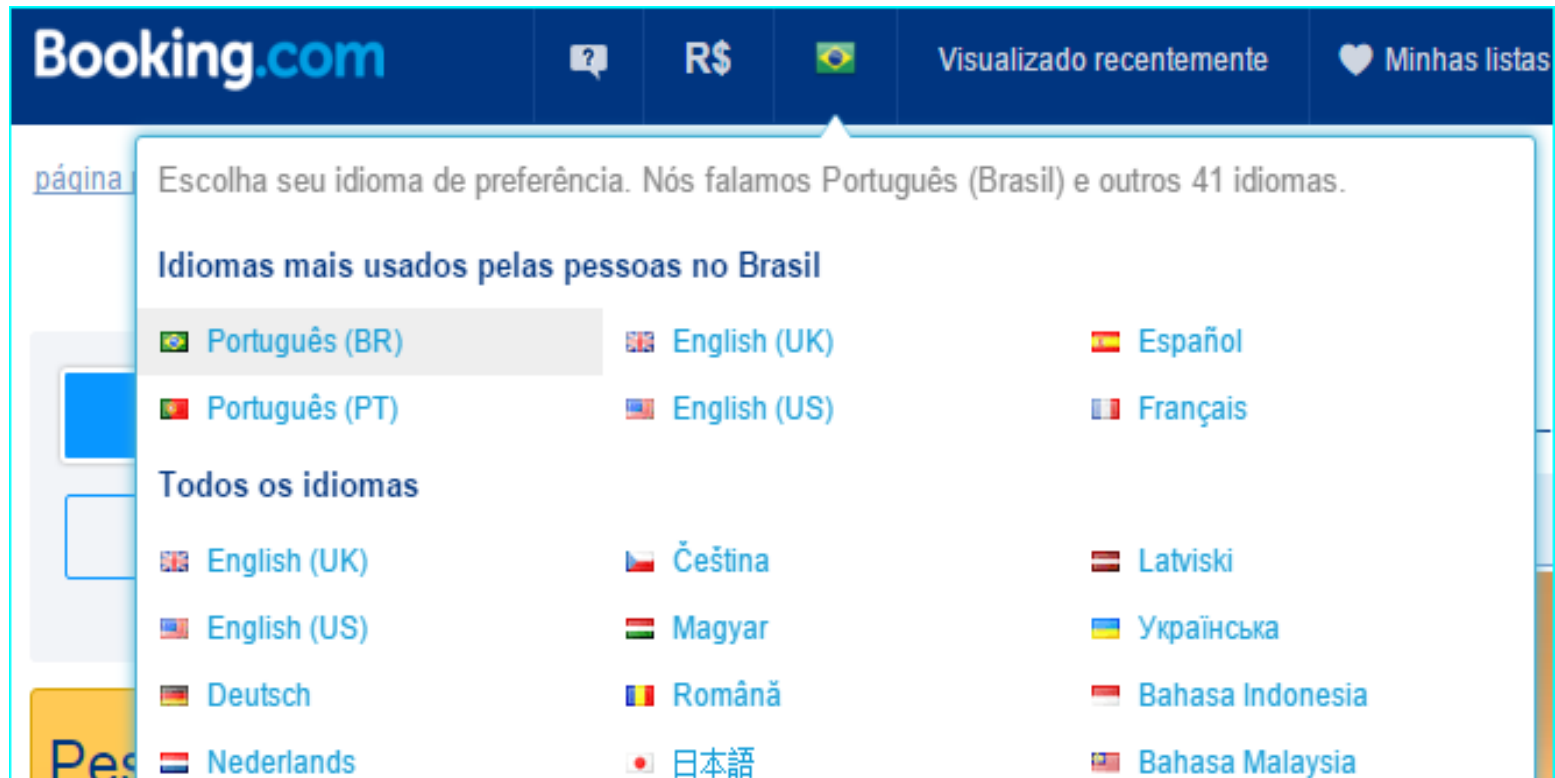 Booking.com R$ Visualizado recentemente Minhas listas
página
Escolha seu idioma de preferência. Nós falamos Português (Brasil) e outros 41 idiomas.
Idiomas mais usados pelas pessoas no Brasil
Português (BR) English (UK) Español
Português (PT) English (US) Français
Todos os idiomas
English (UK) Čeština Latviski
English (US) Magyar Українська
Deutsch Română Bahasa Indonesia
Nederlands 日本語 Bahasa Malaysia